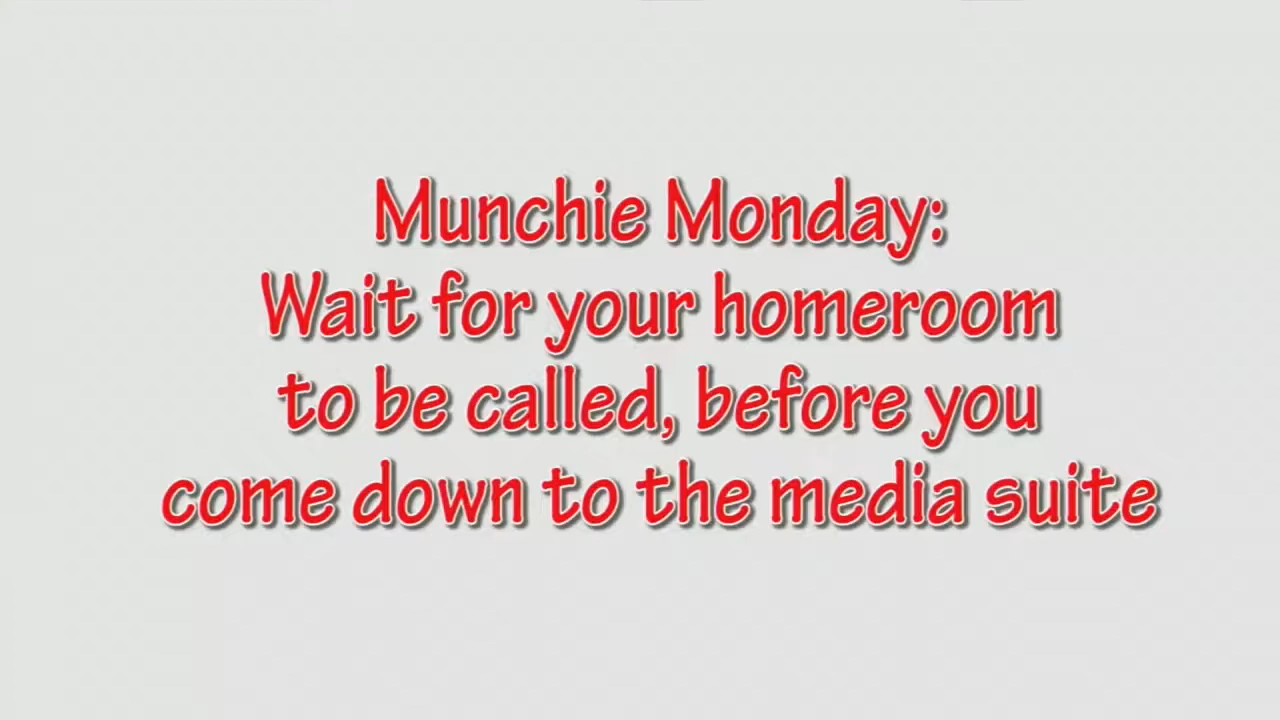 Munchie Monday:
Wait for your homeroom
to be called, before you
come down to the media suite